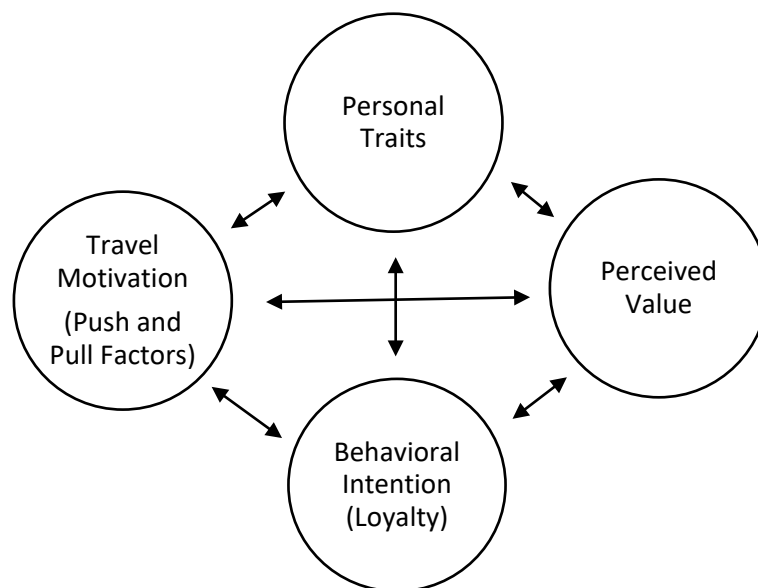 Personal
Traits
Travel
Motivation
(Push and
Pull Factors)
Perceived
Value
Behavioral
Intention
(Loyalty)